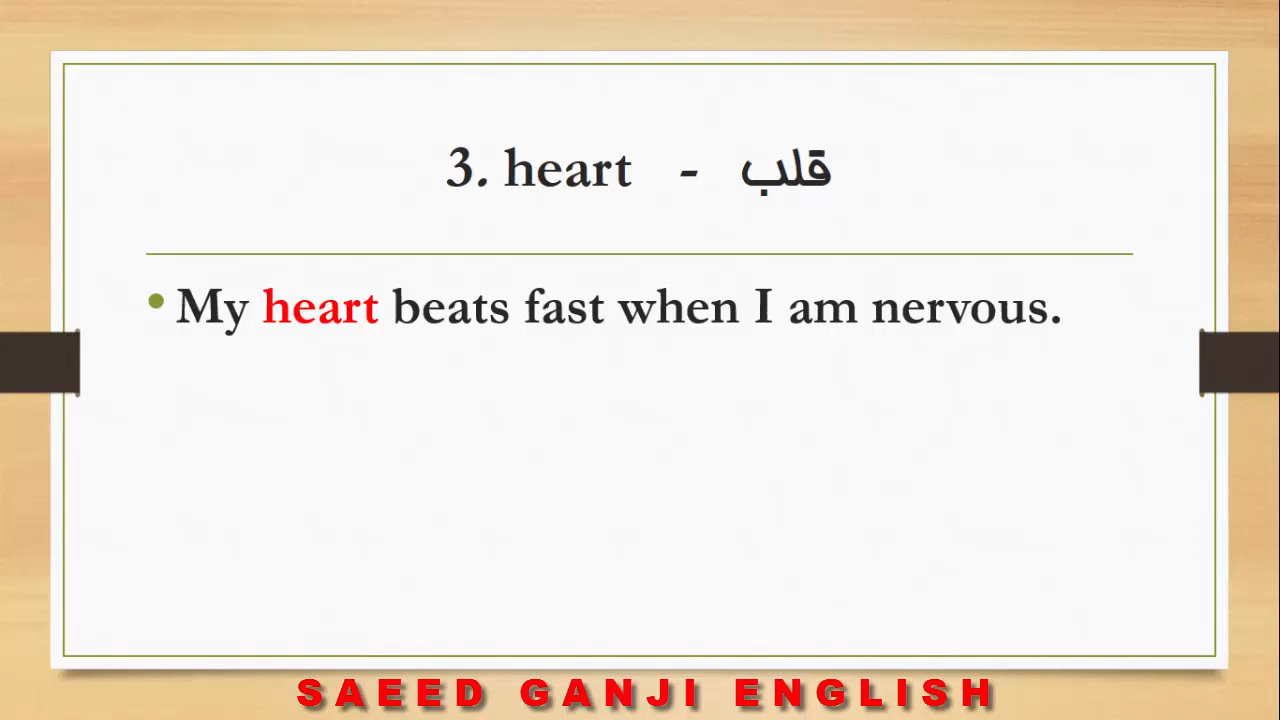 3. heart - قلب
• My heart beats fast when I am nervous.
SAEED GANJI ENGLISH